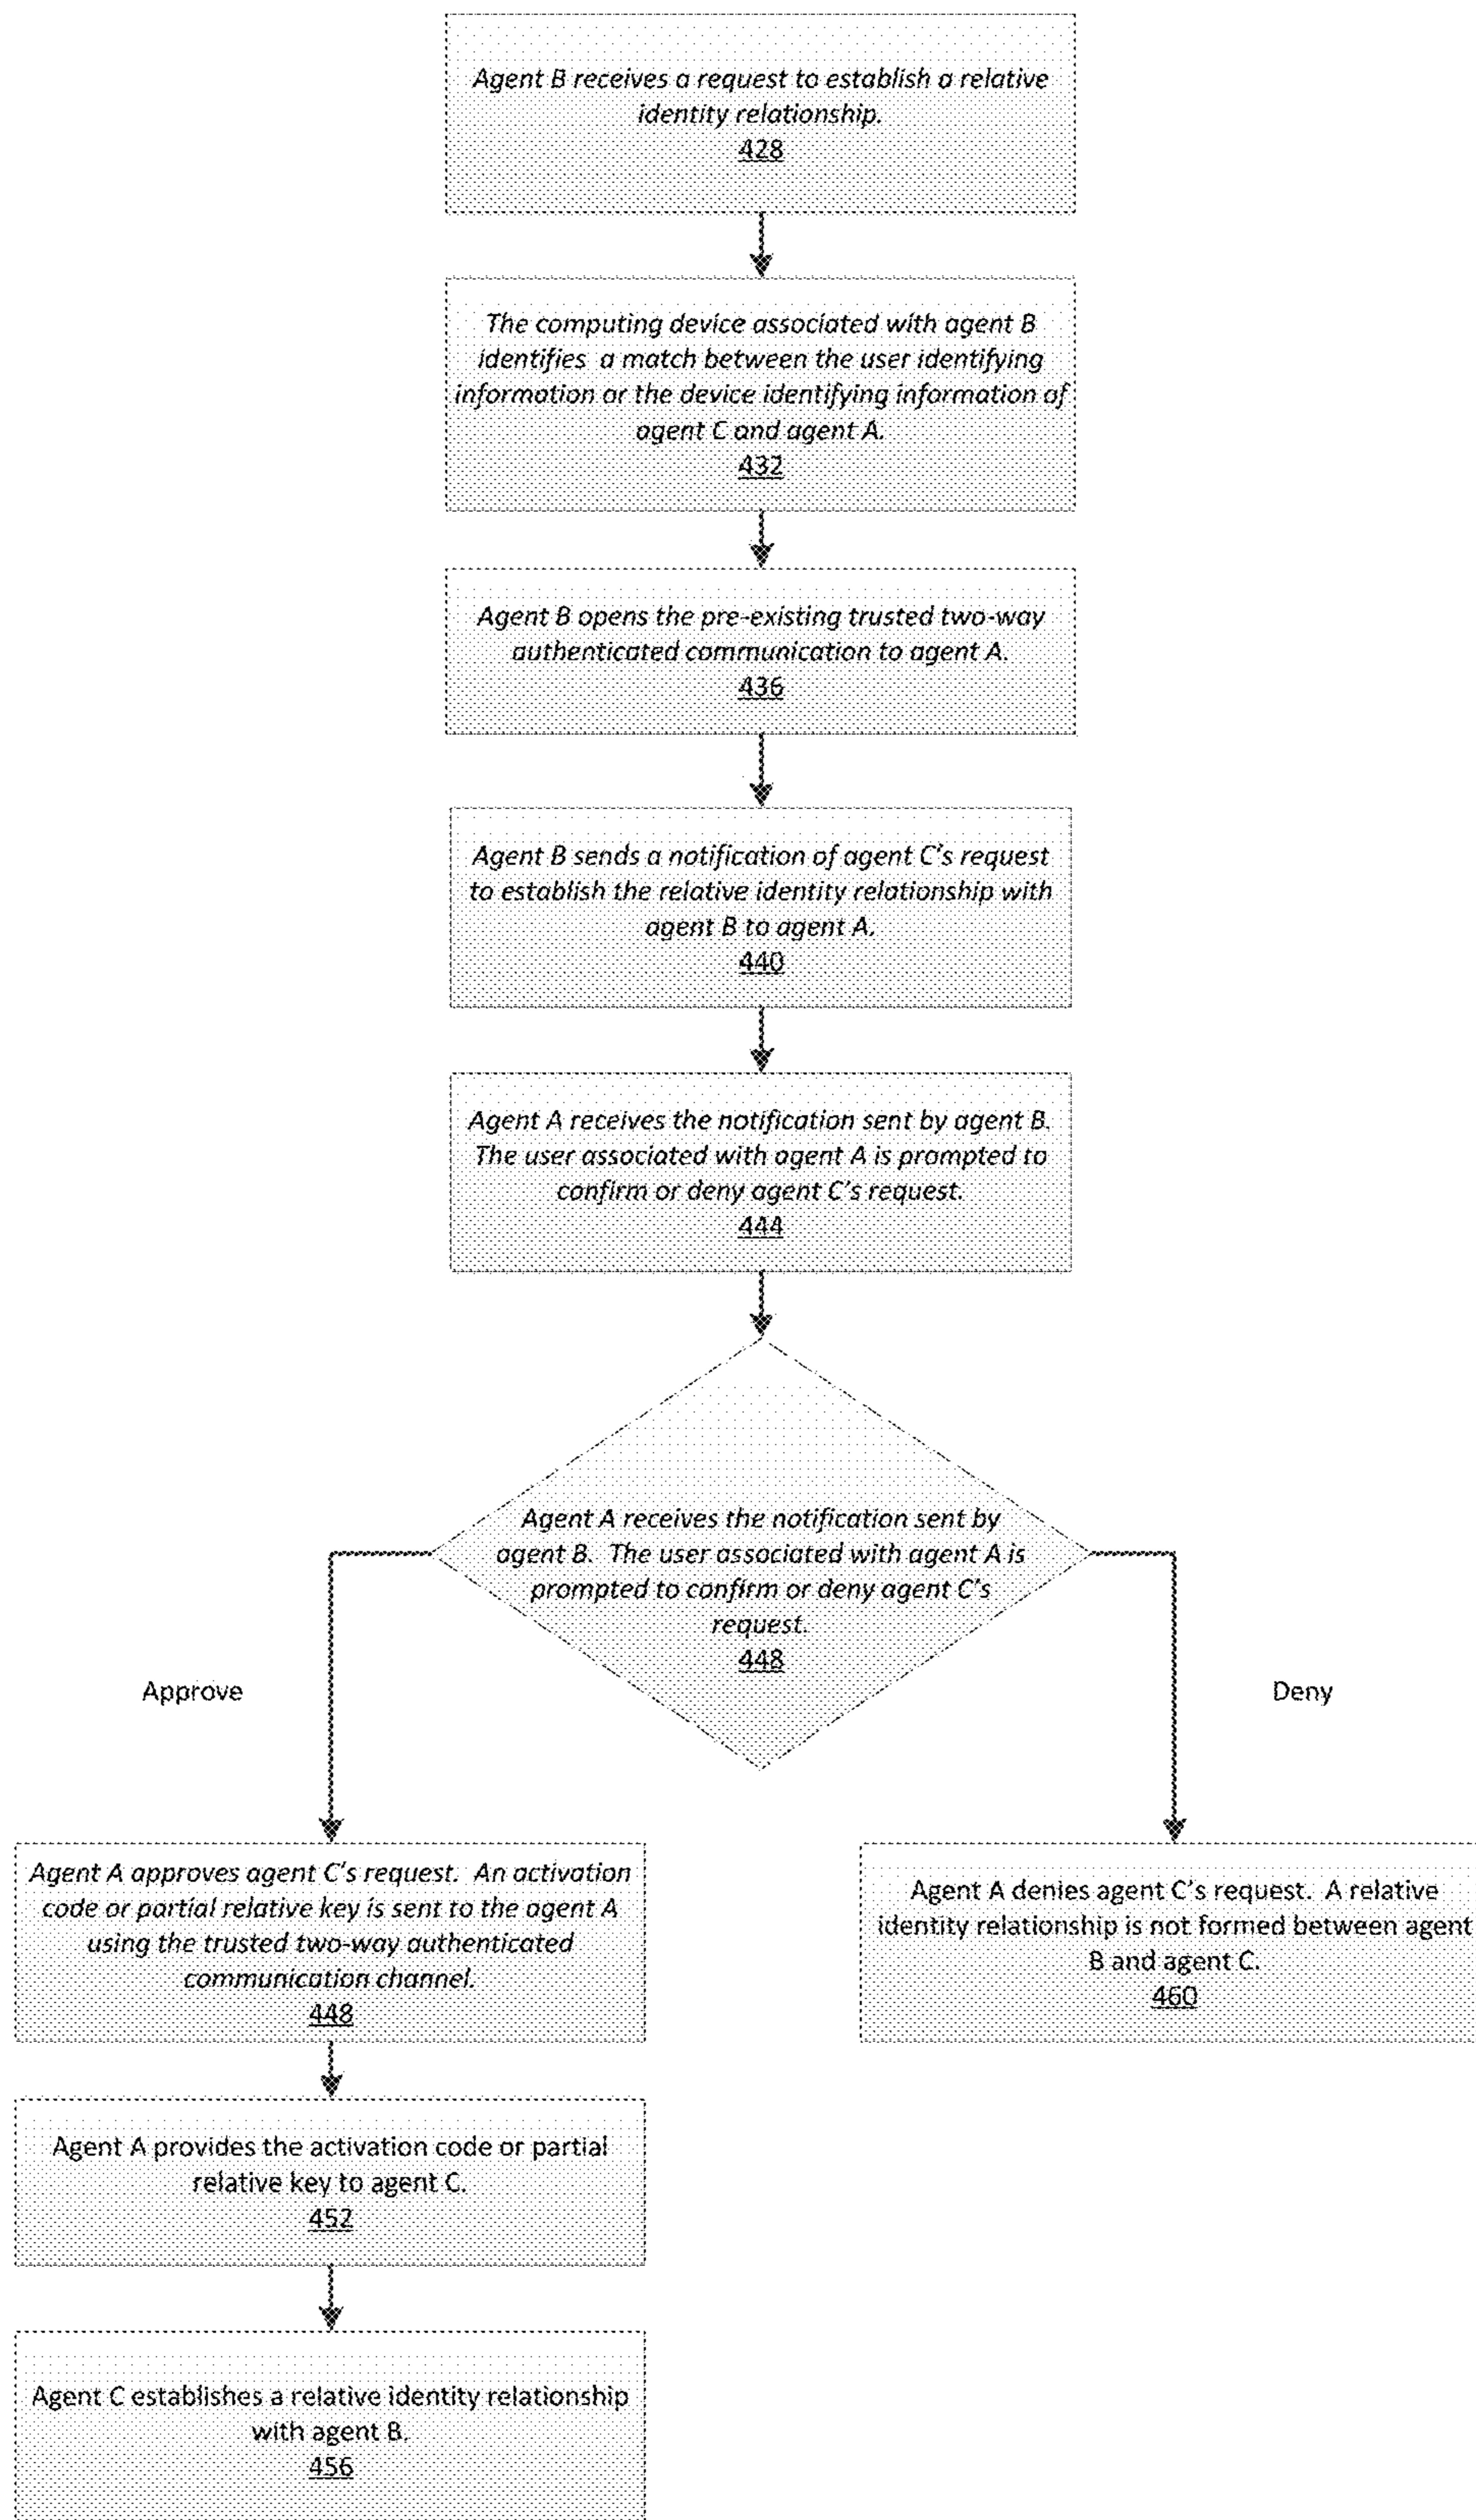 Agent B receives a request to establish a relative
identity relationship.
428
The computing device associated with agent B
identifies a match between the user identifying
information or the device identifying information of
agent C and agent A.
432
Agent B opens the pre-existing trusted two-way
authenticated communication to agent A.
436
Agent B sends a notification of agent C's request
to establish the relative identity relationship with
agent B to agent A.
440
Agent A receives the notification sent by agent B.
The user associated with agent A is prompted to
confirm or deny agent C's request.
444
Agent A receives the notification sent by
agent B. The user associated with agent A is
prompted to confirm or deny agent C's
request.
448
Approve
Deny
Agent A approves agent C's request. An activation
code or partial relative key is sent to the agent A
using the trusted two-way authenticated
communication channel.
448
Agent A denies agent C's request. A relative
identity relationship is not formed between agent
B and agent C.
460
Agent A provides the activation code or partial
relative key to agent C.
452
Agent C establishes a relative identity relationship
with agent B.
456